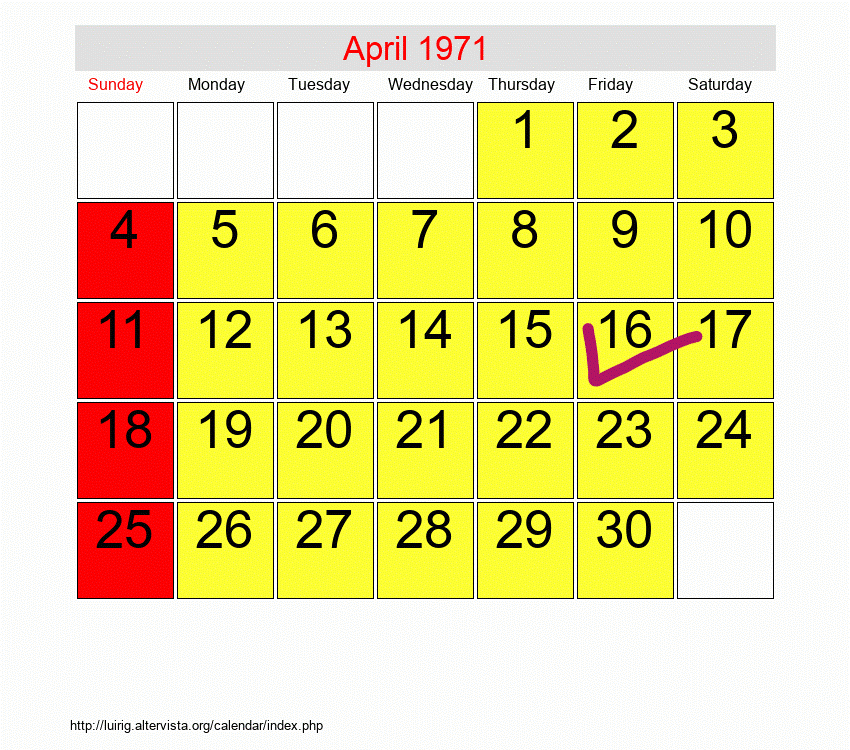 April 1971
Sunday Monday Tuesday Wednesday Thursday Friday Saturday
1 2 3
4 5 6 7 8 9 10
11 12 13 14 15 16 17
18 19 20 21 22 23 24
25 26 27 28 29 30
http://luirig.altervista.org/calendar/index.php